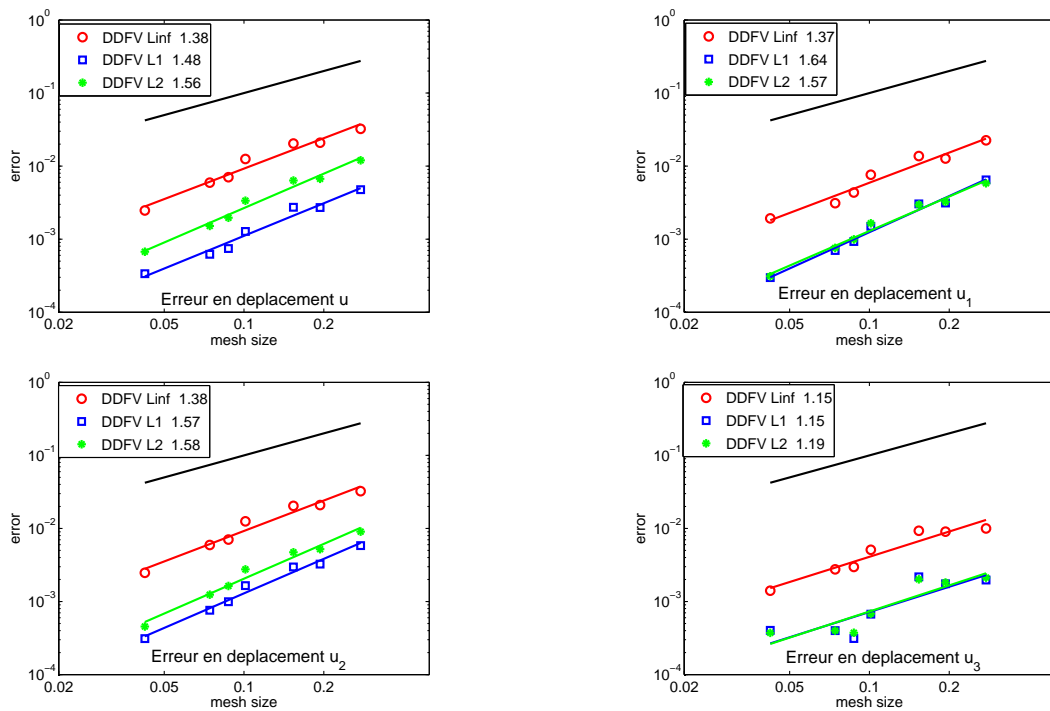 10^0
10^-1
10^-2
10^-3
10^-4
error
DDFV Linf 1.38
DDFV L1 1.48
DDFV L2 1.56
Erreur en deplacement u
0.02 0.05 0.1 0.2
mesh size
10^0
10^-1
10^-2
10^-3
10^-4
error
DDFV Linf 1.37
DDFV L1 1.64
DDFV L2 1.57
Erreur en deplacement u_1
0.02 0.05 0.1 0.2
mesh size
10^0
10^-1
10^-2
10^-3
10^-4
error
DDFV Linf 1.38
DDFV L1 1.57
DDFV L2 1.58
Erreur en deplacement u_2
0.02 0.05 0.1 0.2
mesh size
10^0
10^-1
10^-2
10^-3
10^-4
error
DDFV Linf 1.15
DDFV L1 1.15
DDFV L2 1.19
Erreur en deplacement u_3
0.02 0.05 0.1 0.2
mesh size